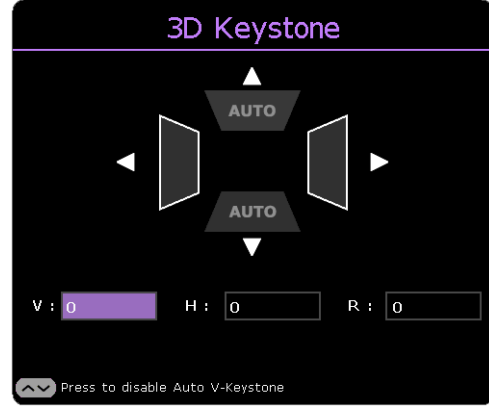 3D Keystone
AUTO
AUTO
V : 0 H : 0 R : 0
Press to disable Auto V-Keystone